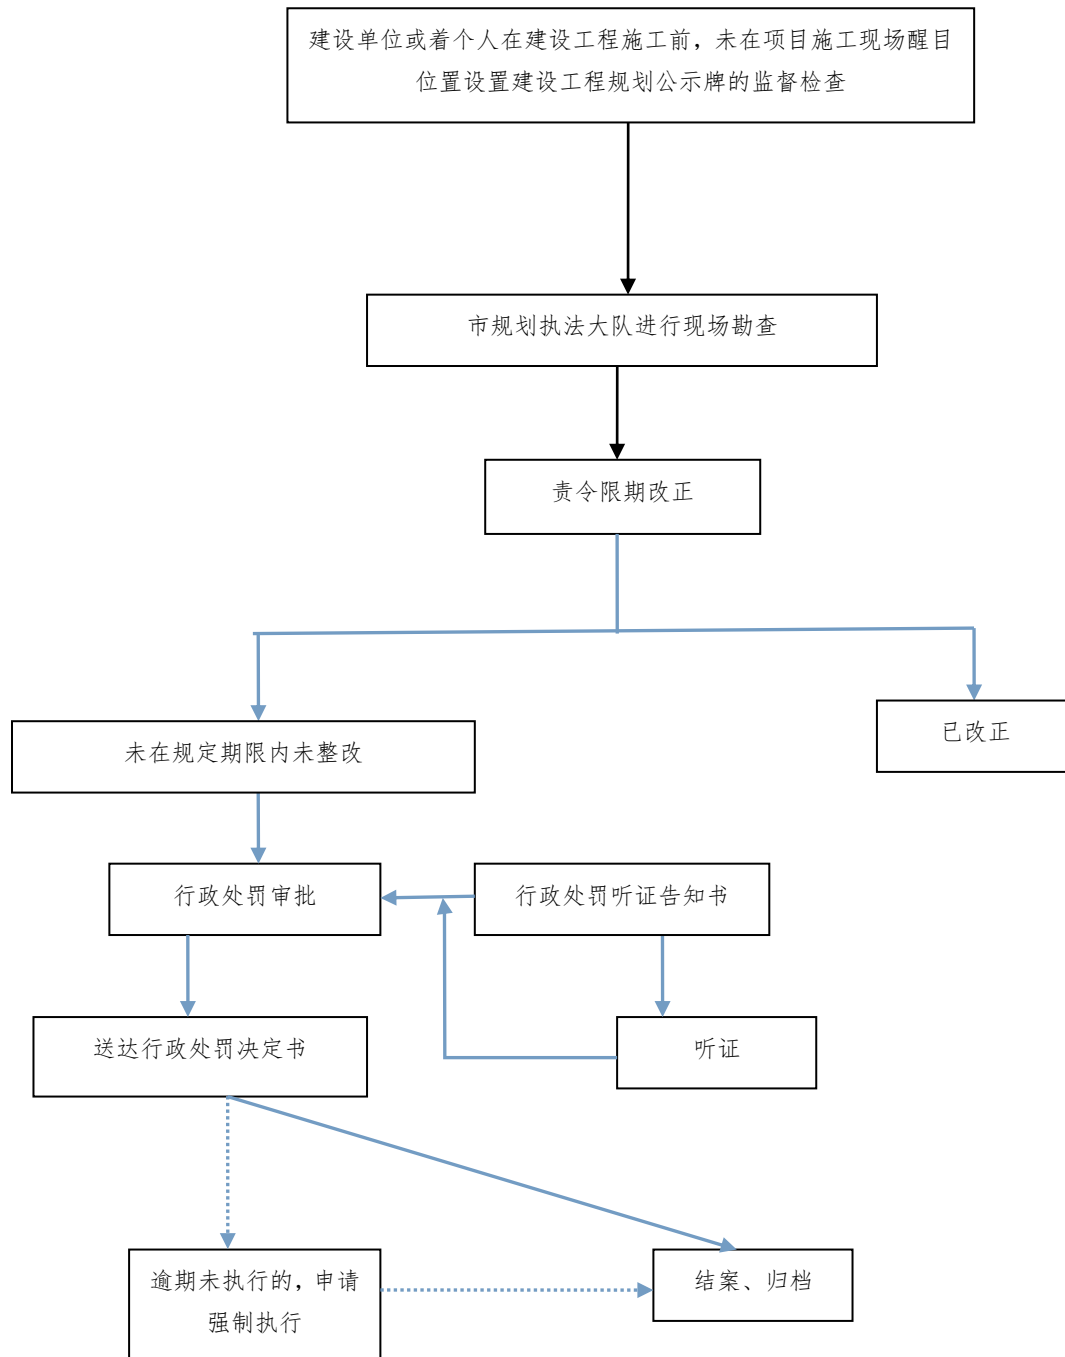 建设单位或着个人在建设工程施工前，未在项目施工现场醒目
位置设置建设工程规划公示牌的监督检查
市规划执法大队进行现场勘查
责令限期改正
已改正
未在规定期限内未整改
行政处罚审批
行政处罚听证告知书
送达行政处罚决定书
听证
逾期未执行的，申请
强制执行
结案、归档